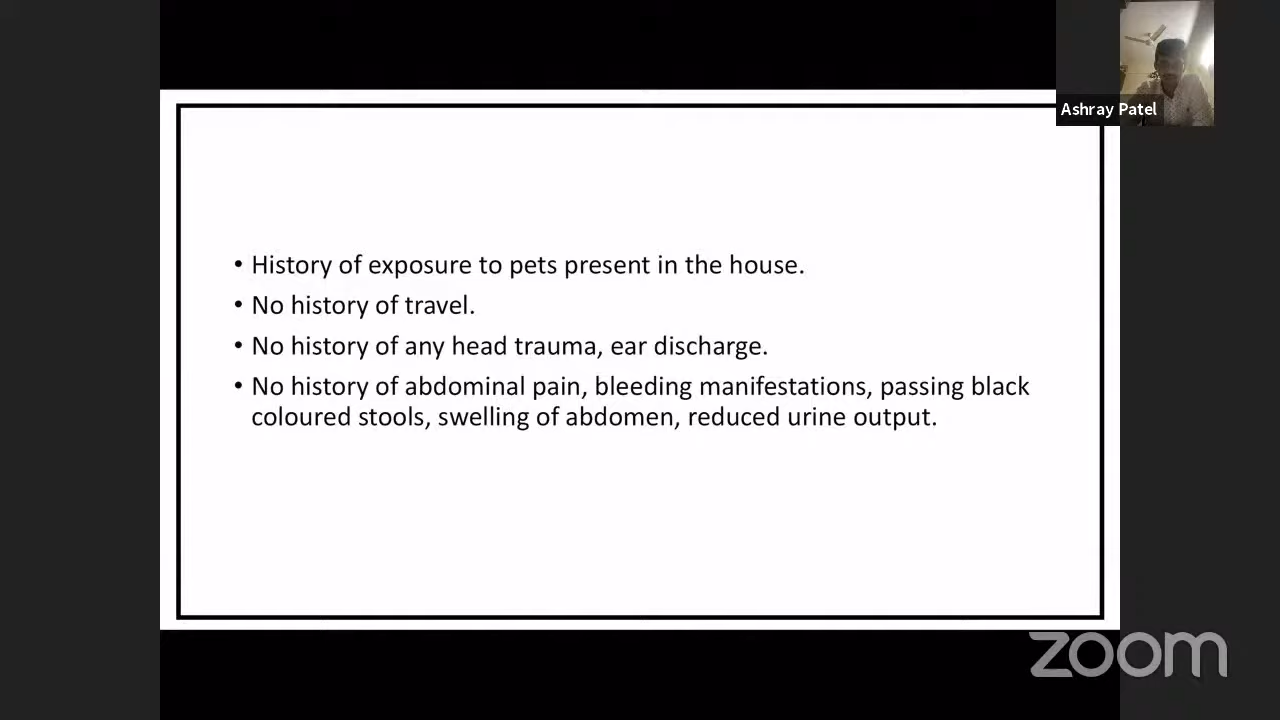 Ashray Patel
• History of exposure to pets present in the house.
• No history of travel.
• No history of any head trauma, ear discharge.
• No history of abdominal pain, bleeding manifestations, passing black
coloured stools, swelling of abdomen, reduced urine output.
zoom